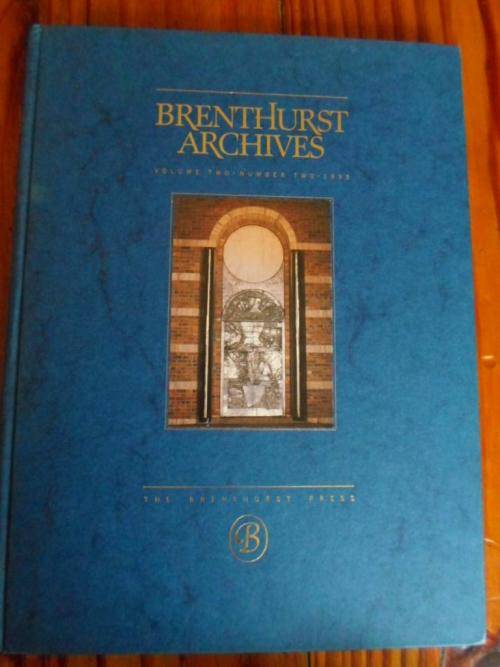 BRENTHURST
ARCHIVES
VOLUME TWO · NUMBER TWO · 1995
THE BRENTHURST PRESS
B